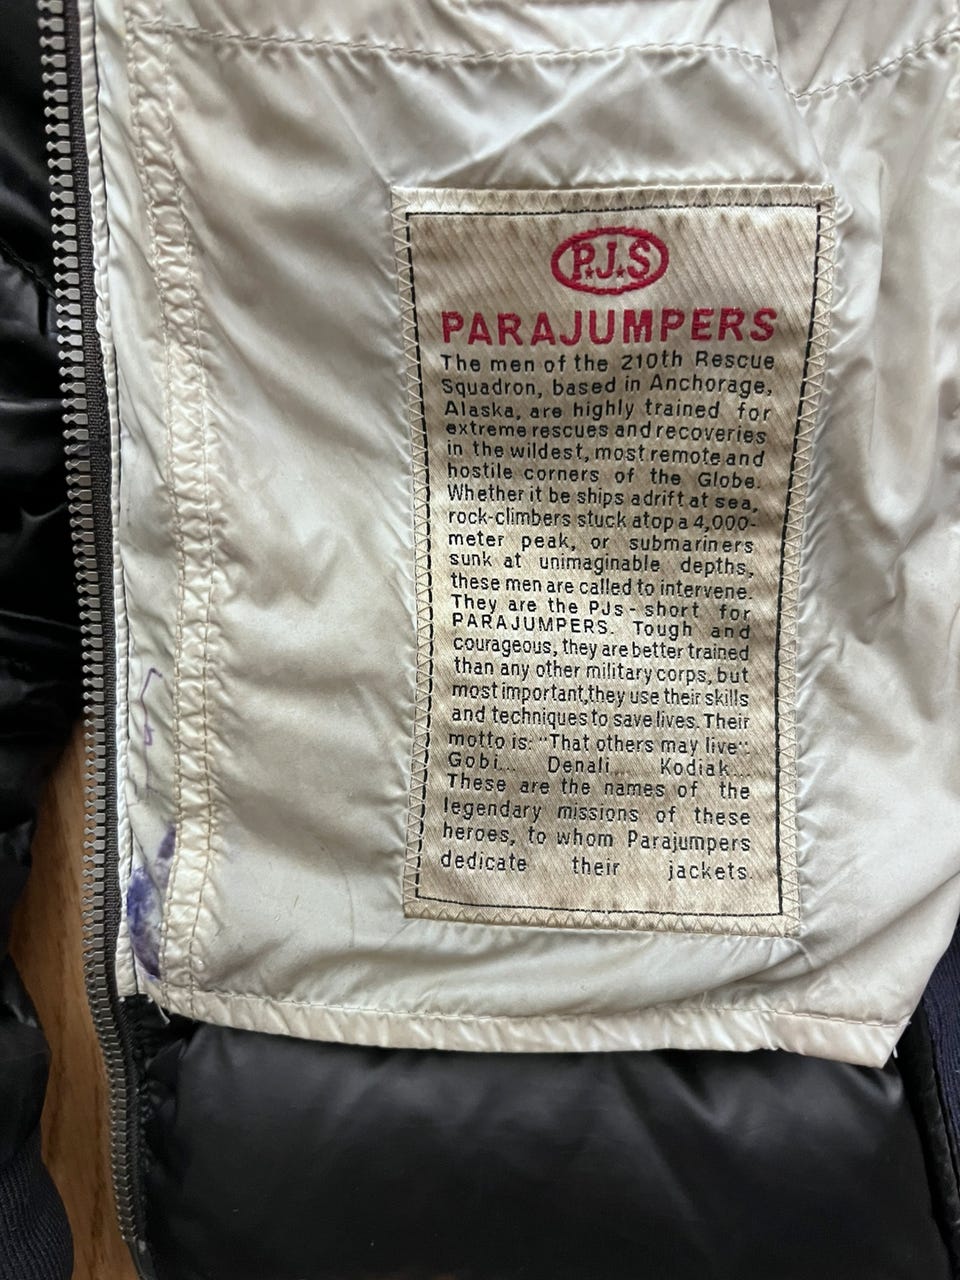 P.J.S
PARAJUMPERS
The men of the 210th Rescue
Squadron, based in Anchorage,
Alaska, are highly trained for
extreme rescues and recoveries
in the wildest, most remote and
hostile corners of the Globe.
Whether it be ships adrift at sea,
rock-climbers stuck atop a 4,000-
meter peak, or submariners
sunk at unimaginable depths,
these men are called to intervene.
They are the PJs - short for
PARAJUMPERS. Tough and
courageous, they are better trained
than any other military corps, but
most important,they use their skills
and techniques to save lives. Their
motto is: "That others may live".
Gobi... Denali... Kodiak...
These are the names of the
legendary missions of these
heroes, to whom Parajumpers
dedicate their jackets.